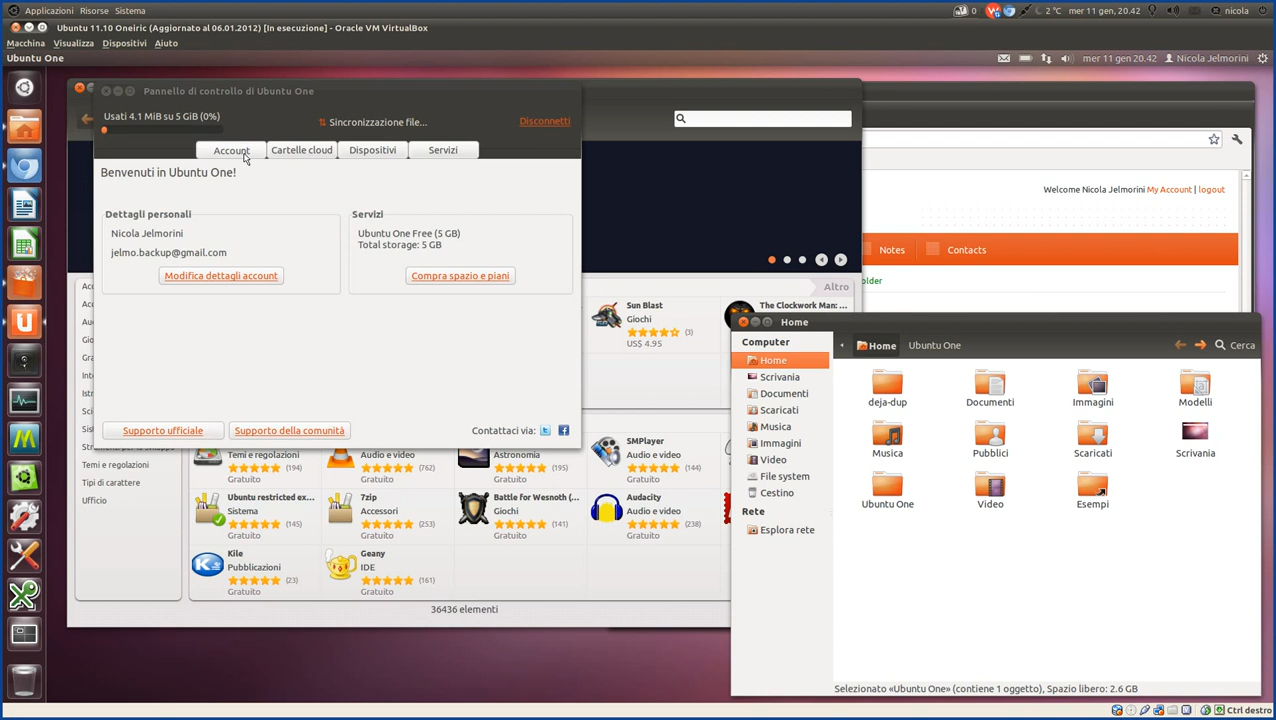 Applicazioni Risorse Sistema
0
2 °C mer 11 gen, 20.42 nicola
Ubuntu 11.10 Oneiric (Aggiornato al 06.01.2012) [In esecuzione] - Oracle VM VirtualBox
Macchina Visualizza Dispositivi Aiuto
Ubuntu One
mer 11 gen 20.42 Nicola Jelmorini
Pannello di controllo di Ubuntu One
Usati 4.1 MiB su 5 GiB (0%)
Sincronizzazione file...
Disconnetti
Account Cartelle cloud Dispositivi Servizi
Benvenuti in Ubuntu One!
Dettagli personali
Nicola Jelmorini
jelmo.backup@gmail.com
Modifica dettagli account
Servizi
Ubuntu One Free (5 GB)
Total storage: 5 GB
Compra spazio e piani
Supporto ufficiale
Supporto della comunità
Contattaci via:
Welcome Nicola Jelmorini My Account | logout
Notes Contacts
older
Altro
Sun Blast
Giochi
(3)
US$ 4.95
The Clockwork Man: ...
Temi e regolazioni
Tipi di carattere
Ufficio
Temi e regolazioni
(194)
Gratuito
Audio e video
(762)
Gratuito
Astronomia
(195)
Gratuito
SMPlayer
Audio e video
(144)
Gratuito
Ubuntu restricted ex...
Sistema
(145)
Gratuito
7zip
Accessori
(253)
Gratuito
Battle for Wesnoth (...
Giochi
(141)
Gratuito
Audacity
Audio e video
(238)
Gratuito
Kile
Pubblicazioni
(23)
Gratuito
Geany
IDE
(161)
Gratuito
36436 elementi
Home
Computer
Home
Scrivania
Documenti
Scaricati
Musica
Immagini
Video
File system
Cestino
Rete
Esplora rete
Home Ubuntu One Cerca
deja-dup Documenti Immagini Modelli
Musica Pubblici Scaricati Scrivania
Ubuntu One Video Esempi
Selezionato «Ubuntu One» (contiene 1 oggetto), Spazio libero: 2.6 GB
Ctrl destro